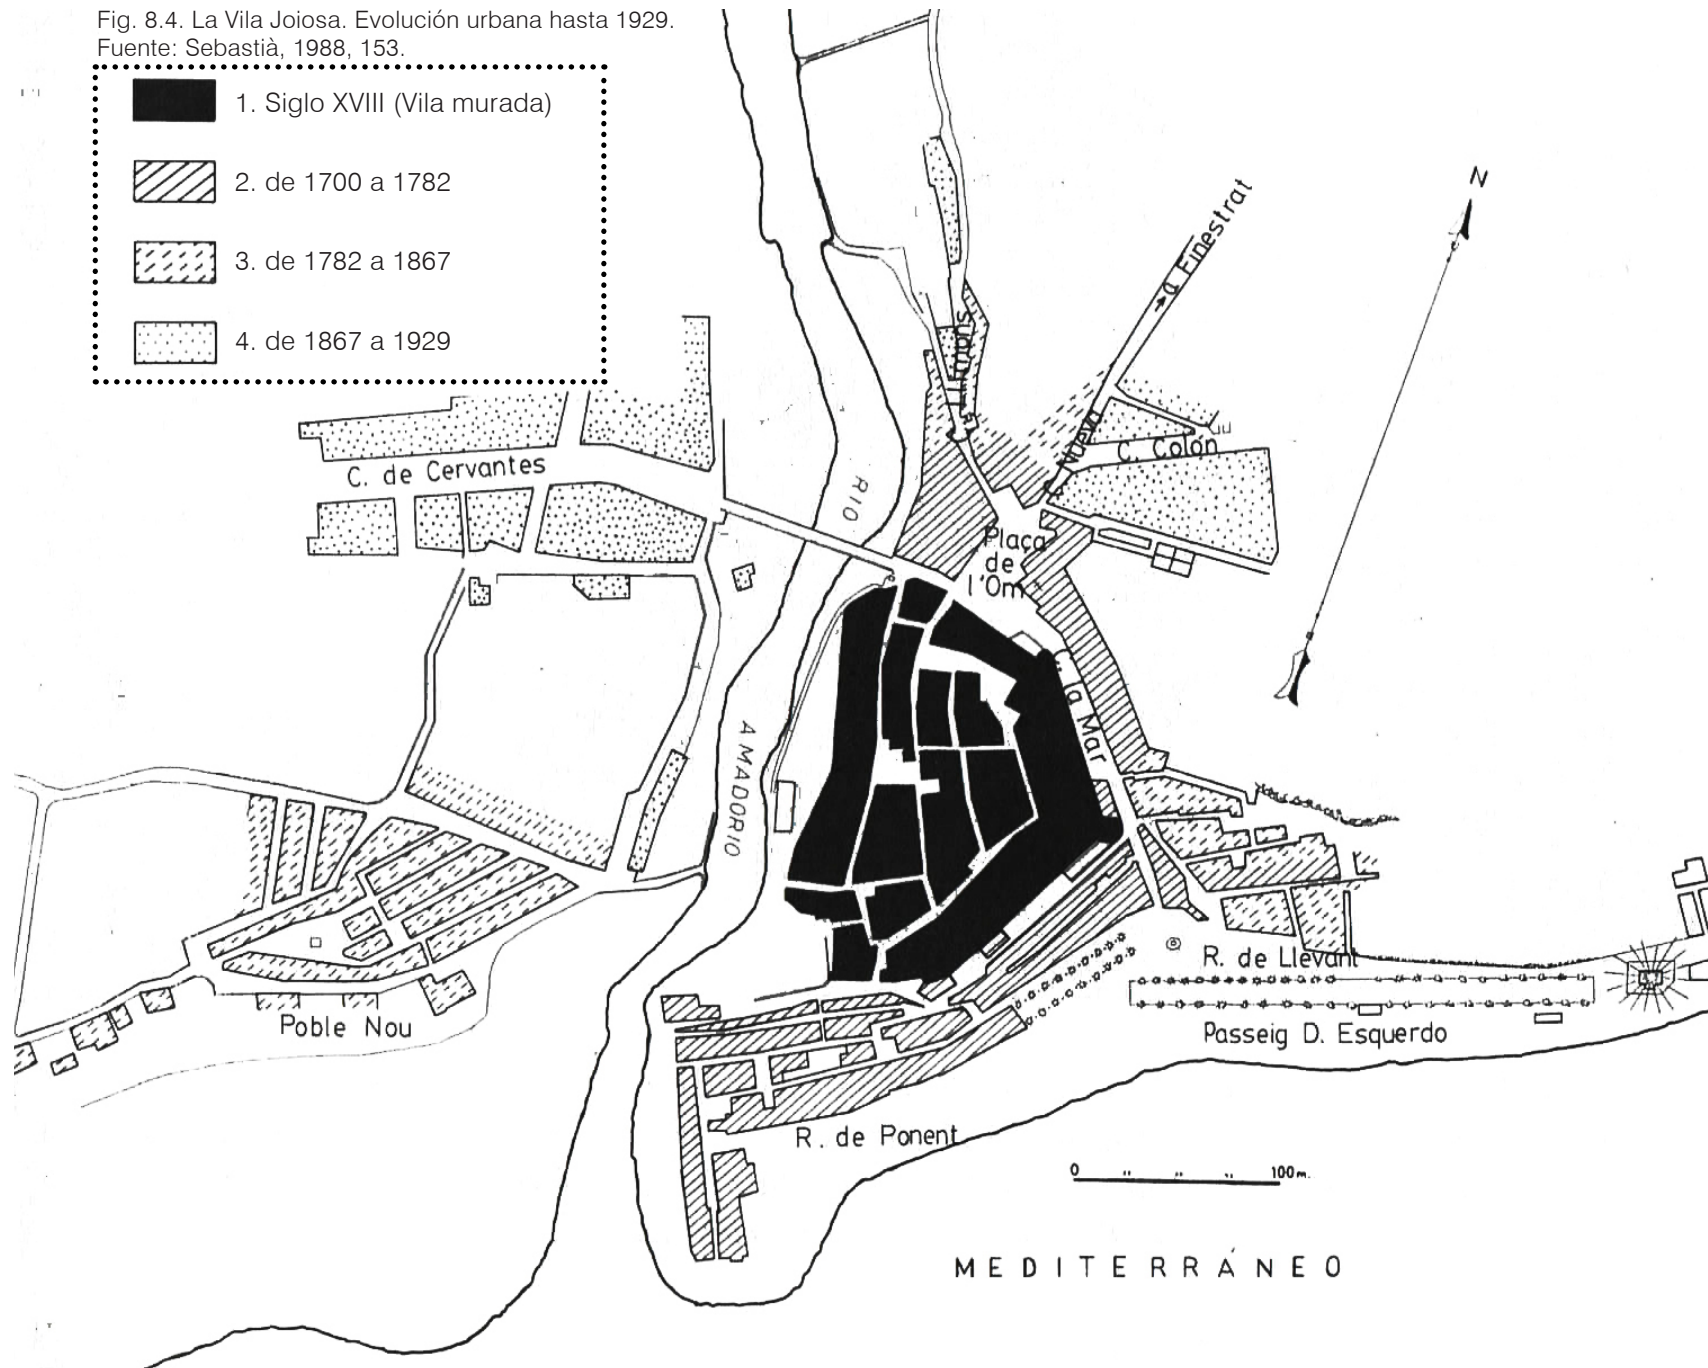 Fig. 8.4. La Vila Joiosa. Evolución urbana hasta 1929.
Fuente: Sebastià, 1988, 153.
1. Siglo XVIII (Vila murada)
2. de 1700 a 1782
3. de 1782 a 1867
4. de 1867 a 1929
N
a Finestrat
Llimons
Nueva
C. Colón
C. de Cervantes
RIO
Plaça
de
l'Om
C. la Mar
AMADORIO
R. de Llevant
Passeig D. Esquerdo
Poble Nou
R. de Ponent
0 100 m.
MEDITERRÁNEO